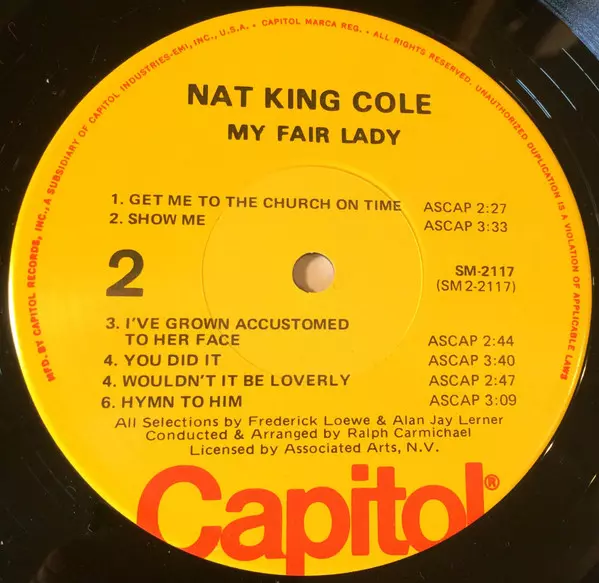 MFD. BY CAPITOL RECORDS, INC., A SUBSIDIARY OF CAPITOL INDUSTRIES-EMI, INC., U.S.A. • CAPITOL MARCA REG. • ALL RIGHTS RESERVED. UNAUTHORIZED DUPLICATION IS A VIOLATION OF APPLICABLE LAWS
NAT KING COLE
MY FAIR LADY
1. GET ME TO THE CHURCH ON TIME ASCAP 2:27
2. SHOW ME ASCAP 3:33
2
SM-2117
(SM2-2117)
3. I'VE GROWN ACCUSTOMED
TO HER FACE ASCAP 2:44
4. YOU DID IT ASCAP 3:40
4. WOULDN'T IT BE LOVERLY ASCAP 2:47
6. HYMN TO HIM ASCAP 3:09
All Selections by Frederick Loewe & Alan Jay Lerner
Conducted & Arranged by Ralph Carmichael
Licensed by Associated Arts, N.V.
Capitol®